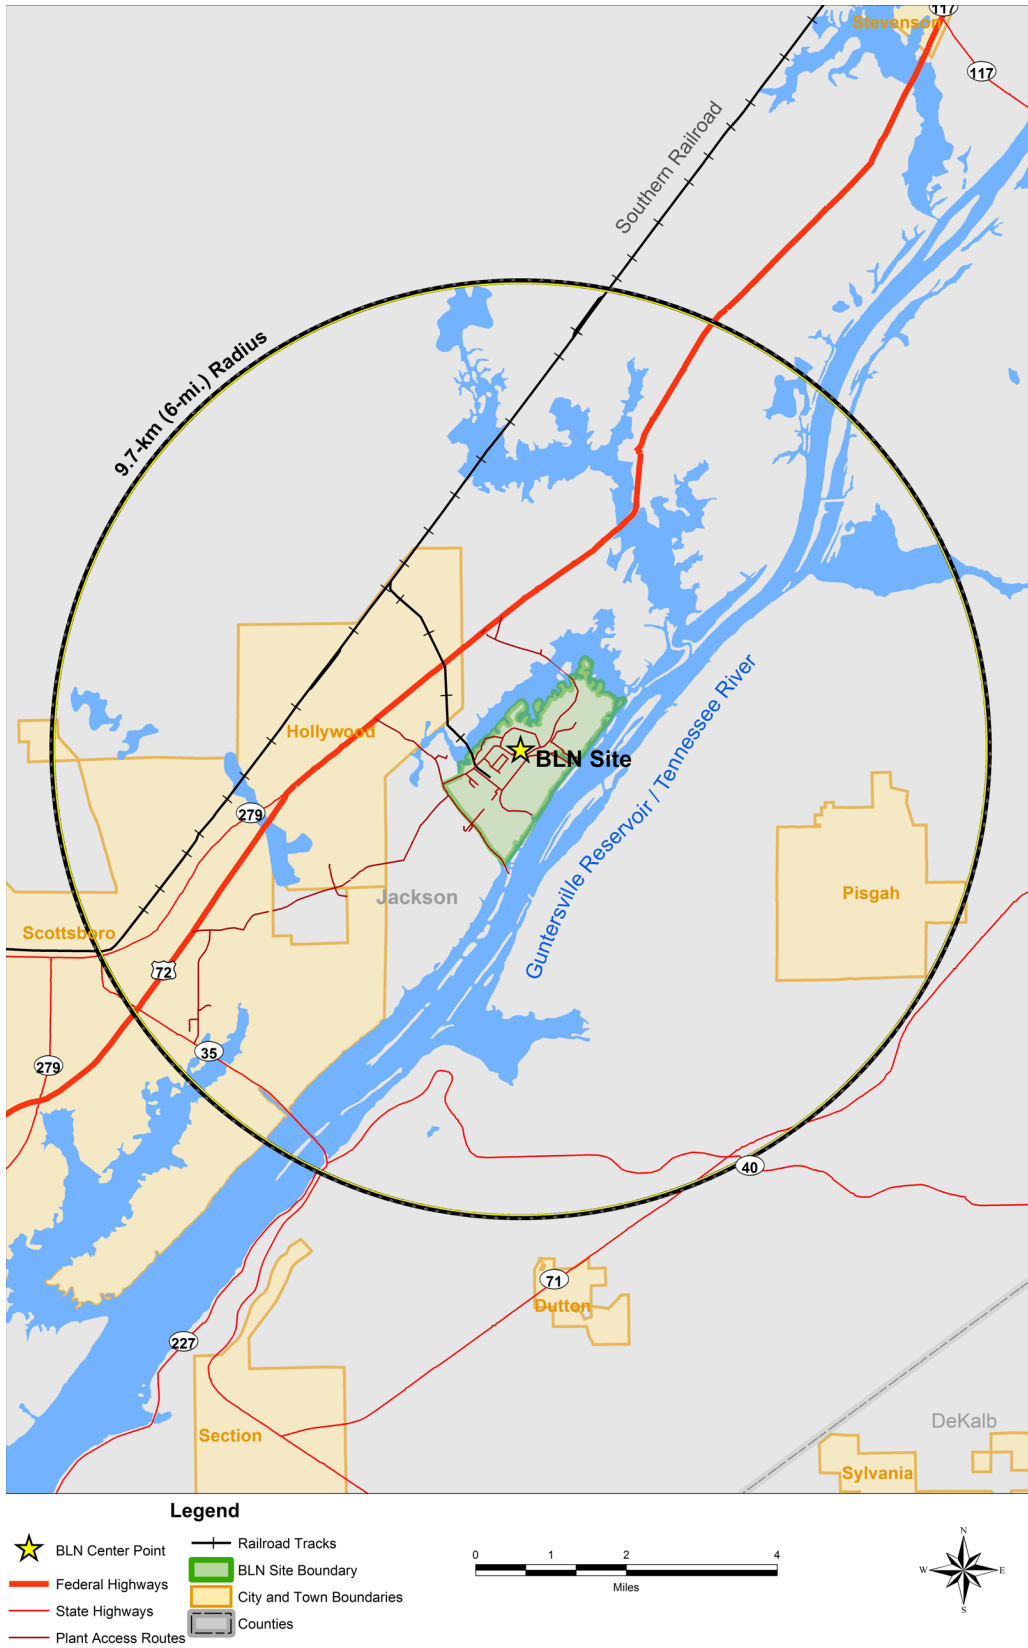 117
Stevenson
117
Southern Railroad
9.7-km (6-mi.) Radius
Hollywood
BLN Site
279
Guntersville Reservoir / Tennessee River
Jackson
Pisgah
Scottsboro
72
35
279
40
71
Dutton
227
Section
DeKalb
Sylvania
Legend
BLN Center Point
Federal Highways
State Highways
Plant Access Routes
Railroad Tracks
BLN Site Boundary
City and Town Boundaries
Counties
0 1 2 4
Miles
N
W E
S